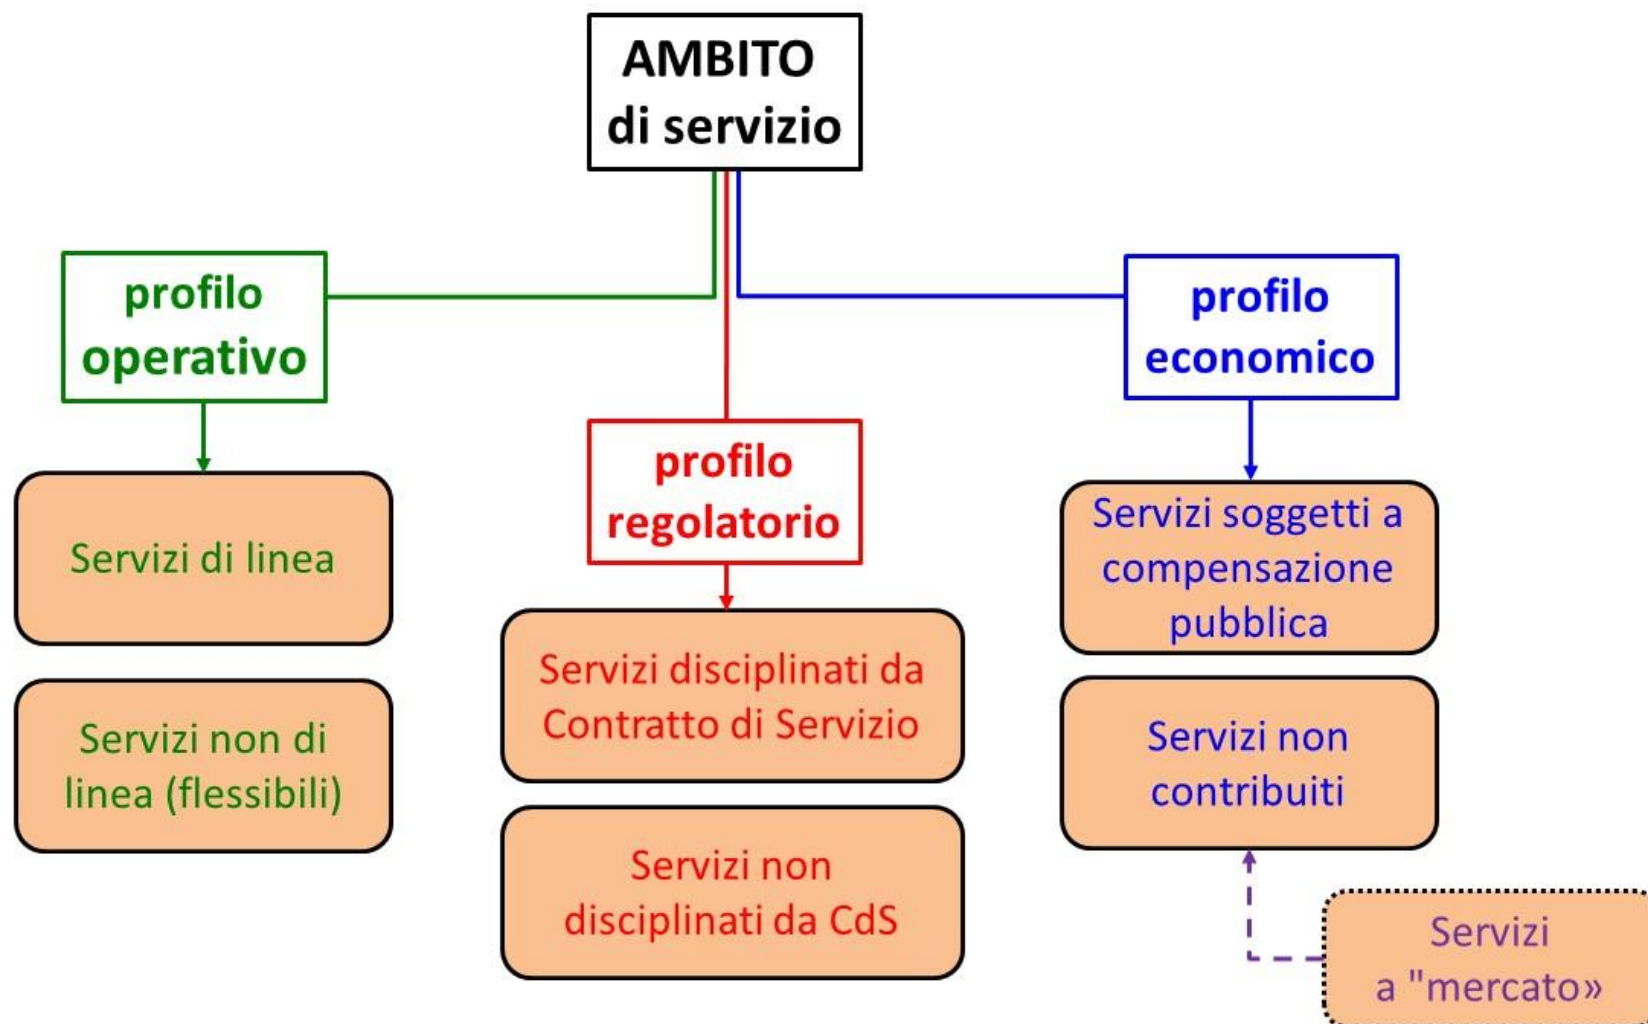 AMBITO
di servizio
profilo
operativo
Servizi di linea
Servizi non di
linea (flessibili)
profilo
regolatorio
Servizi disciplinati da
Contratto di Servizio
Servizi non
disciplinati da CdS
profilo
economico
Servizi soggetti a
compensazione
pubblica
Servizi non
contribuiti
Servizi
a "mercato»